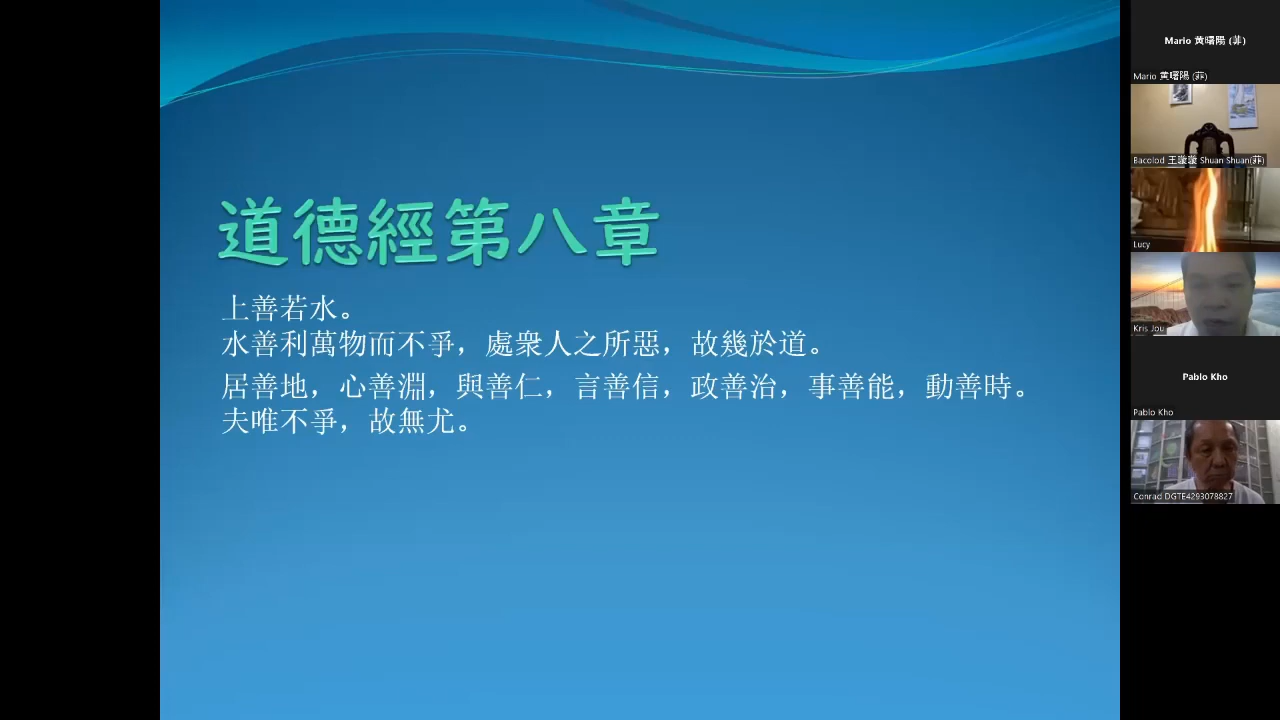 道德經第八章
上善若水。
水善利萬物而不爭，處衆人之所惡，故幾於道。
居善地，心善淵，與善仁，言善信，政善治，事善能，動善時。
夫唯不爭，故無尤。
Mario 黄曙陽 (菲)
Mario 黄曙陽 (菲)
Bacolod 王璇璇 Shuan Shuan(菲)
Lucy
Kris Jou
Pablo Kho
Pablo Kho
Conrad DGTE4293078827